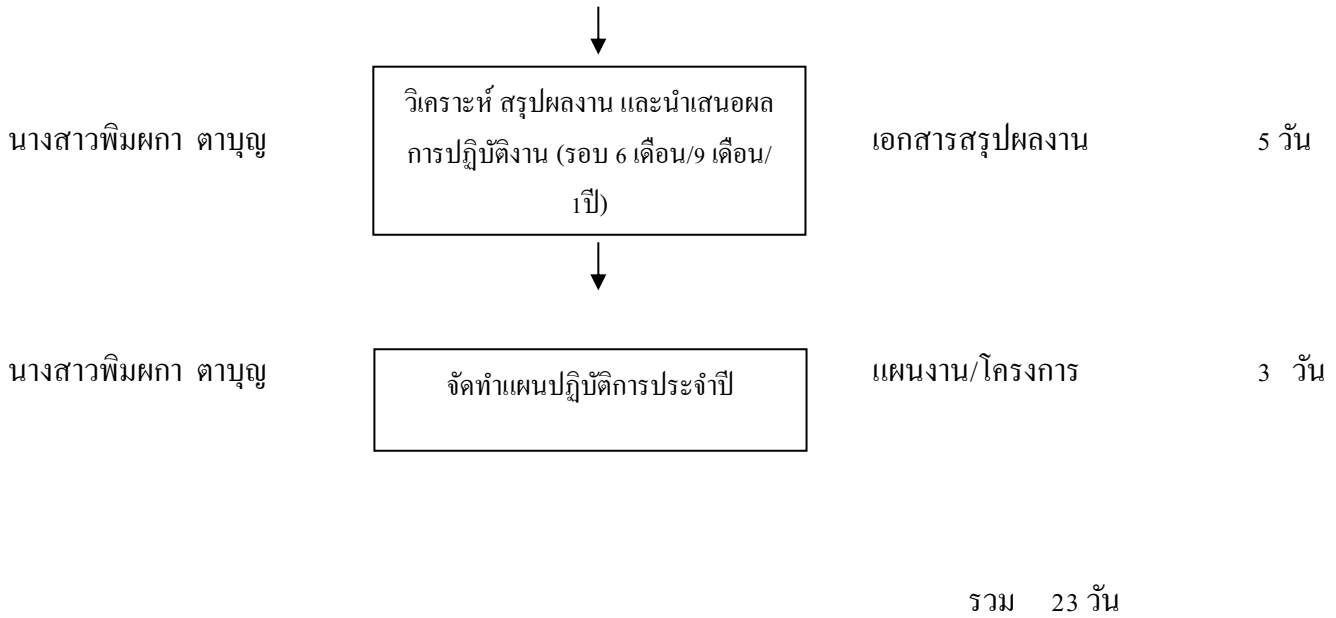 วิเคราะห์ สรุปผลงาน และนำเสนอผล
นางสาวพิมผกา ตาบุญ การปฏิบัติงาน (รอบ 6 เดือน/9 เดือน/ เอกสารสรุปผลงาน 5 วัน
1ปี)
นางสาวพิมผกา ตาบุญ จัดทำแผนปฏิบัติการประจำปี แผนงาน/โครงการ 3 วัน
รวม 23 วัน